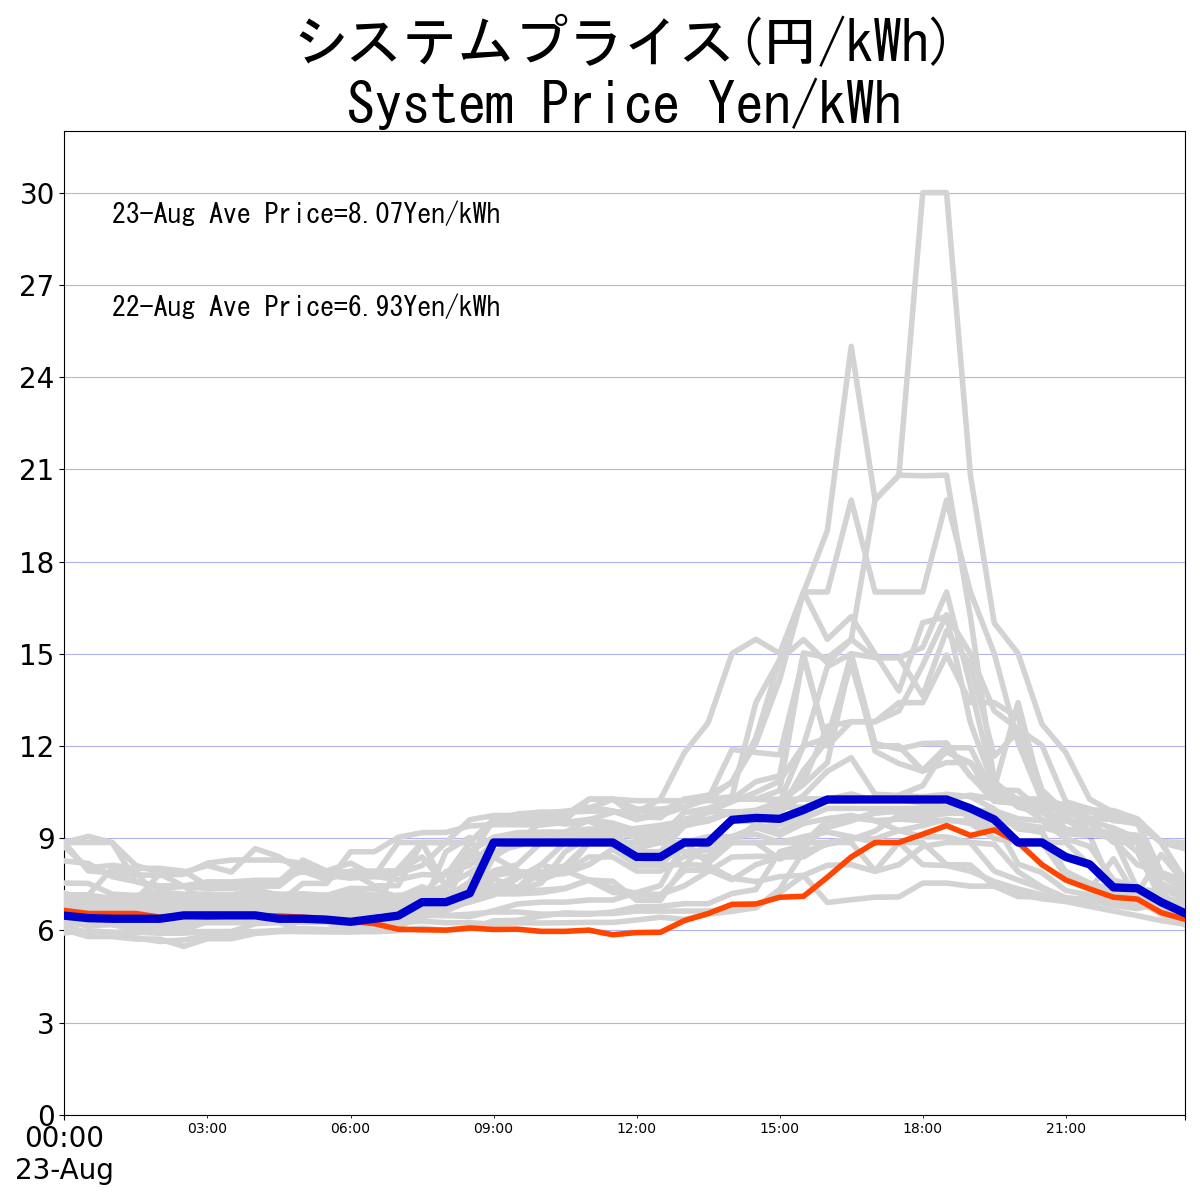 システムプライス(円/kWh)
System Price Yen/kWh
30
23-Aug Ave Price=8.07Yen/kWh
27
22-Aug Ave Price=6.93Yen/kWh
24
21
18
15
12
9
6
3
0
00:00 03:00 06:00 09:00 12:00 15:00 18:00 21:00
23-Aug